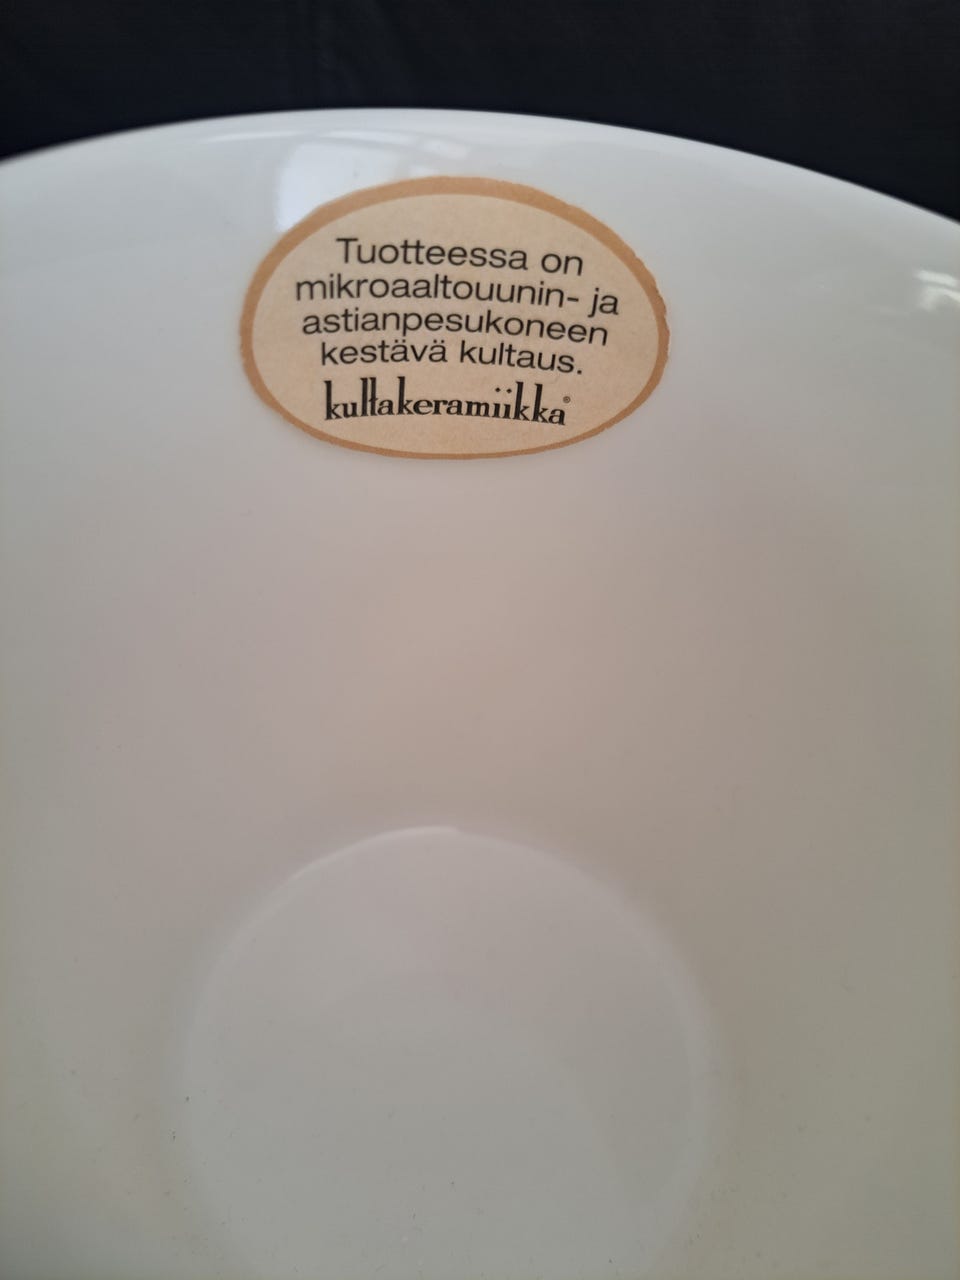 Tuotteessa on
mikroaaltouunin- ja
astianpesukoneen
kestävä kultaus.
kultakeramiikka®